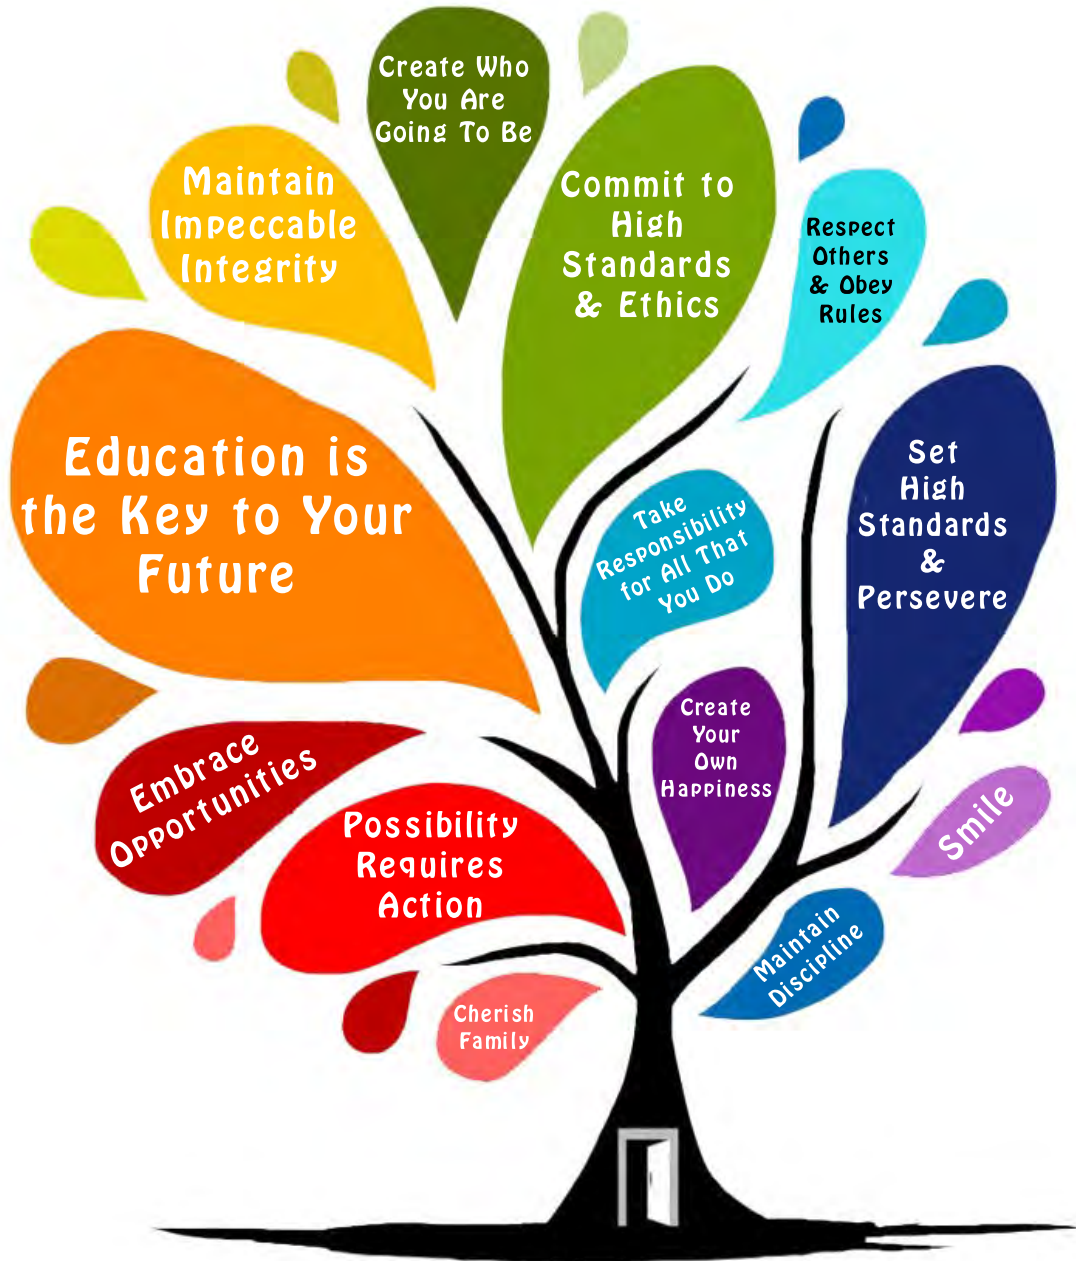 Create Who
You Are
Going To Be
Maintain
Impeccable
Integrity
Commit to
High
Standards
& Ethics
Respect
Others
& Obey
Rules
Education is
the Key to Your
Future
Take
Responsibility
for All That
You Do
Set
High
Standards
&
Persevere
Create
Your
Own
Happiness
Embrace
Opportunities
Possibility
Requires
Action
Smile
Maintain
Discipline
Cherish
Family